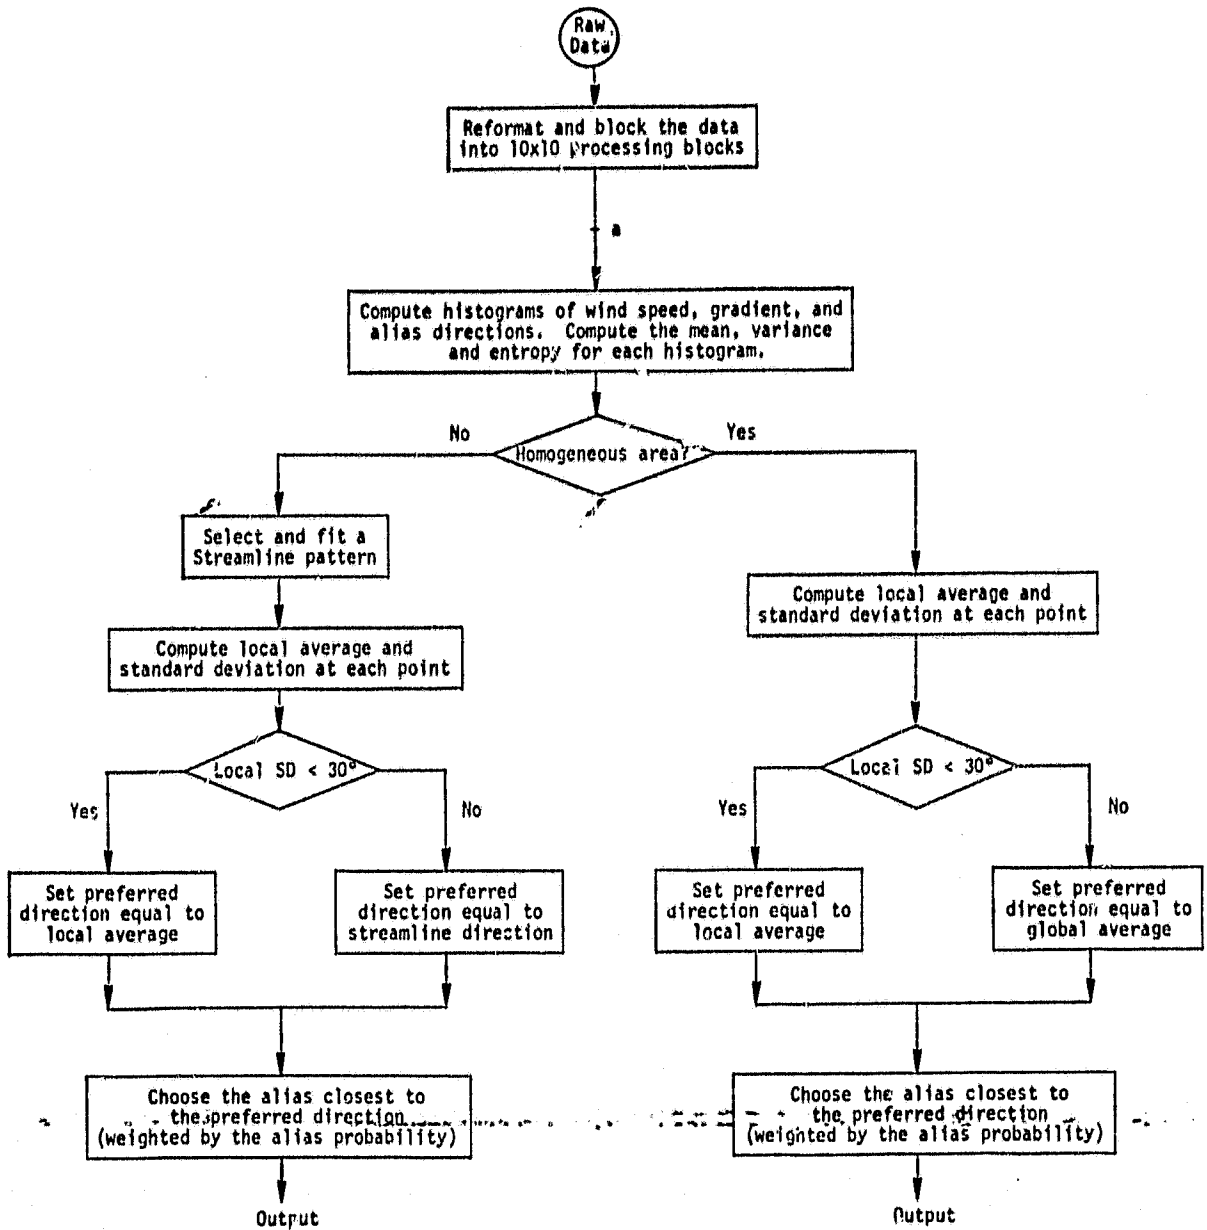 Raw
Data
Reformat and block the data
into 10x10 processing blocks
a
Compute histograms of wind speed, gradient, and
alias directions. Compute the mean, variance
and entropy for each histogram.
No
Homogeneous area?
Yes
Select and fit a
Streamline pattern
Compute local average and
standard deviation at each point
Compute local average and
standard deviation at each point
Local SD < 30°
Local SD < 30°
Yes
No
Yes
No
Set preferred
direction equal to
local average
Set preferred
direction equal to
streamline direction
Set preferred
direction equal to
local average
Set preferred
direction equal to
global average
Choose the alias closest to
the preferred direction
(weighted by the alias probability)
Choose the alias closest to
the preferred direction
(weighted by the alias probability)
Output
Output